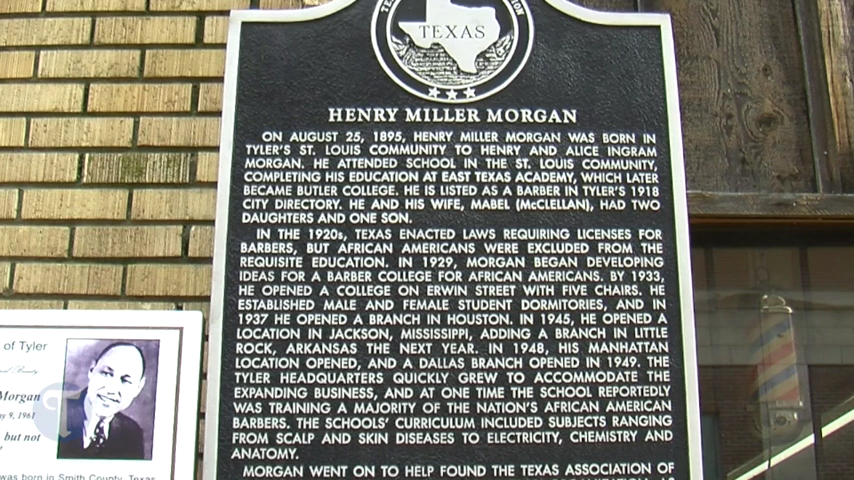 TEXAS
HENRY MILLER MORGAN
ON AUGUST 25, 1895, HENRY MILLER MORGAN WAS BORN IN
TYLER'S ST. LOUIS COMMUNITY TO HENRY AND ALICE INGRAM
MORGAN. HE ATTENDED SCHOOL IN THE ST. LOUIS COMMUNITY,
COMPLETING HIS EDUCATION AT EAST TEXAS ACADEMY, WHICH LATER
BECAME BUTLER COLLEGE. HE IS LISTED AS A BARBER IN TYLER'S 1918
CITY DIRECTORY. HE AND HIS WIFE, MABEL (McCLELLAN), HAD TWO
DAUGHTERS AND ONE SON.
IN THE 1920s, TEXAS ENACTED LAWS REQUIRING LICENSES FOR
BARBERS, BUT AFRICAN AMERICANS WERE EXCLUDED FROM THE
REQUISITE EDUCATION. IN 1929, MORGAN BEGAN DEVELOPING
IDEAS FOR A BARBER COLLEGE FOR AFRICAN AMERICANS. BY 1933,
HE OPENED A COLLEGE ON ERWIN STREET WITH FIVE CHAIRS. HE
ESTABLISHED MALE AND FEMALE STUDENT DORMITORIES, AND IN
1937 HE OPENED A BRANCH IN HOUSTON. IN 1945, HE OPENED A
LOCATION IN JACKSON, MISSISSIPPI, ADDING A BRANCH IN LITTLE
ROCK, ARKANSAS THE NEXT YEAR. IN 1948, HIS MANHATTAN
LOCATION OPENED, AND A DALLAS BRANCH OPENED IN 1949. THE
TYLER HEADQUARTERS QUICKLY GREW TO ACCOMMODATE THE
EXPANDING BUSINESS, AND AT ONE TIME THE SCHOOL REPORTEDLY
WAS TRAINING A MAJORITY OF THE NATION'S AFRICAN AMERICAN
BARBERS. THE SCHOOLS' CURRICULUM INCLUDED SUBJECTS RANGING
FROM SCALP AND SKIN DISEASES TO ELECTRICITY, CHEMISTRY AND
ANATOMY.
MORGAN WENT ON TO HELP FOUND THE TEXAS ASSOCIATION OF
of Tyler
Morgan
9, 1961
but not
was born in Smith County, Texas
T